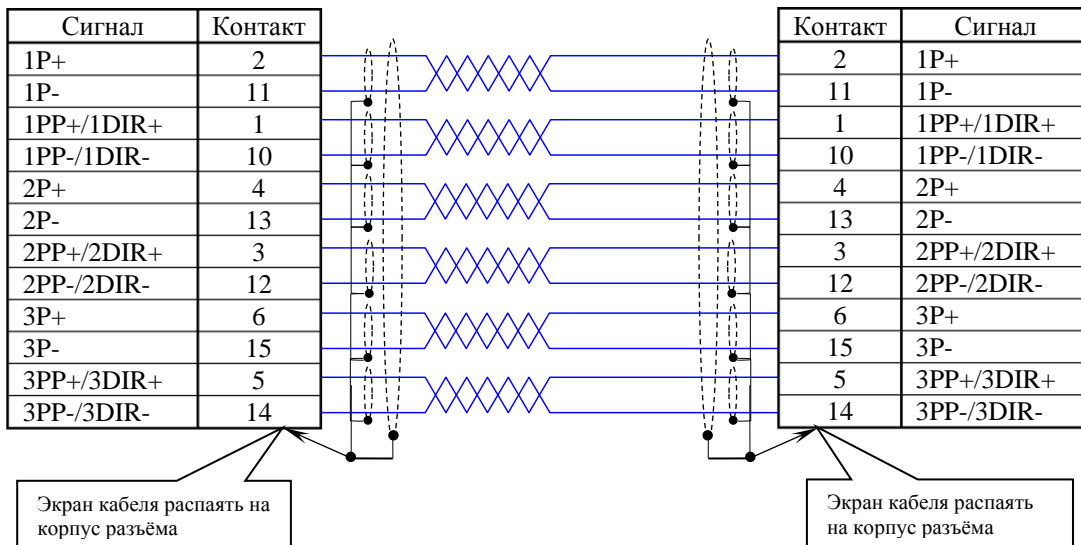 Сигнал Контакт Контакт Сигнал
1P+ 2 2 1P+
1P- 11 11 1P-
1PP+/1DIR+ 1 1 1PP+/1DIR+
1PP-/1DIR- 10 10 1PP-/1DIR-
2P+ 4 4 2P+
2P- 13 13 2P-
2PP+/2DIR+ 3 3 2PP+/2DIR+
2PP-/2DIR- 12 12 2PP-/2DIR-
3P+ 6 6 3P+
3P- 15 15 3P-
3PP+/3DIR+ 5 5 3PP+/3DIR+
3PP-/3DIR- 14 14 3PP-/3DIR-
Экран кабеля распаять на
корпус разъёма
Экран кабеля распаять
на корпус разъёма